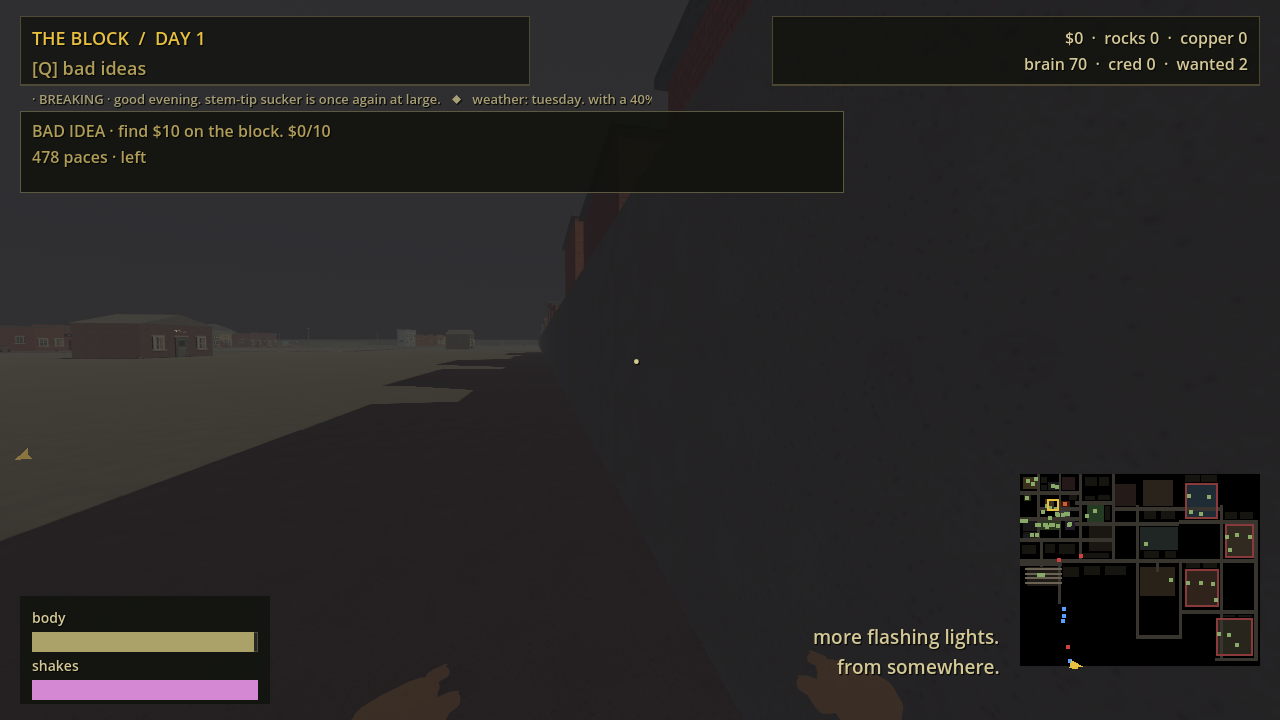 THE BLOCK / DAY 1
[Q] bad ideas
$0 · rocks 0 · copper 0
brain 70 · cred 0 · wanted 2
· BREAKING · good evening. stem-tip sucker is once again at large. ◆ weather: tuesday. with a 40%
BAD IDEA · find $10 on the block. $0/10
478 paces · left
body
shakes
more flashing lights.
from somewhere.